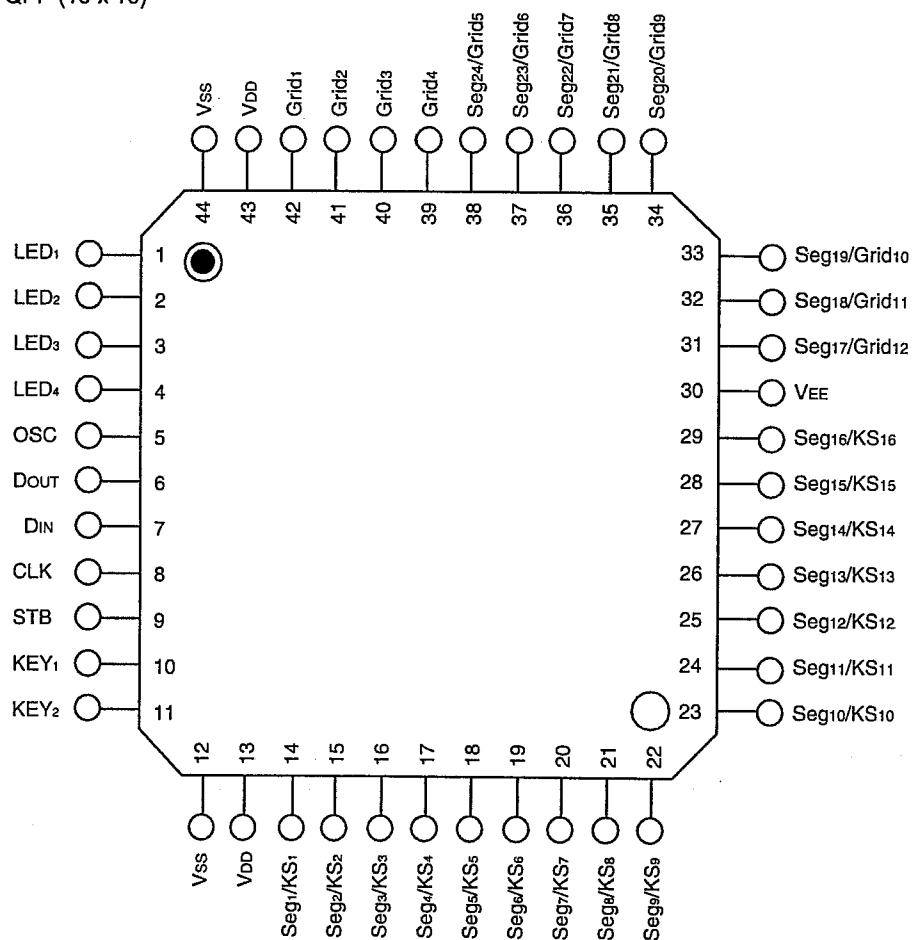 Vss
VDD
Grid1
Grid2
Grid3
Grid4
Seg24/Grid5
Seg23/Grid6
Seg22/Grid7
Seg21/Grid8
Seg20/Grid9
44
43
42
41
40
39
38
37
36
35
34
LED1 1
LED2 2
LED3 3
LED4 4
OSC 5
DOUT 6
DIN 7
CLK 8
STB 9
KEY1 10
KEY2 11
33 Seg19/Grid10
32 Seg18/Grid11
31 Seg17/Grid12
30 VEE
29 Seg16/KS16
28 Seg15/KS15
27 Seg14/KS14
26 Seg13/KS13
25 Seg12/KS12
24 Seg11/KS11
23 Seg10/KS10
12
13
14
15
16
17
18
19
20
21
22
Vss
VDD
Seg1/KS1
Seg2/KS2
Seg3/KS3
Seg4/KS4
Seg5/KS5
Seg6/KS6
Seg7/KS7
Seg8/KS8
Seg9/KS9